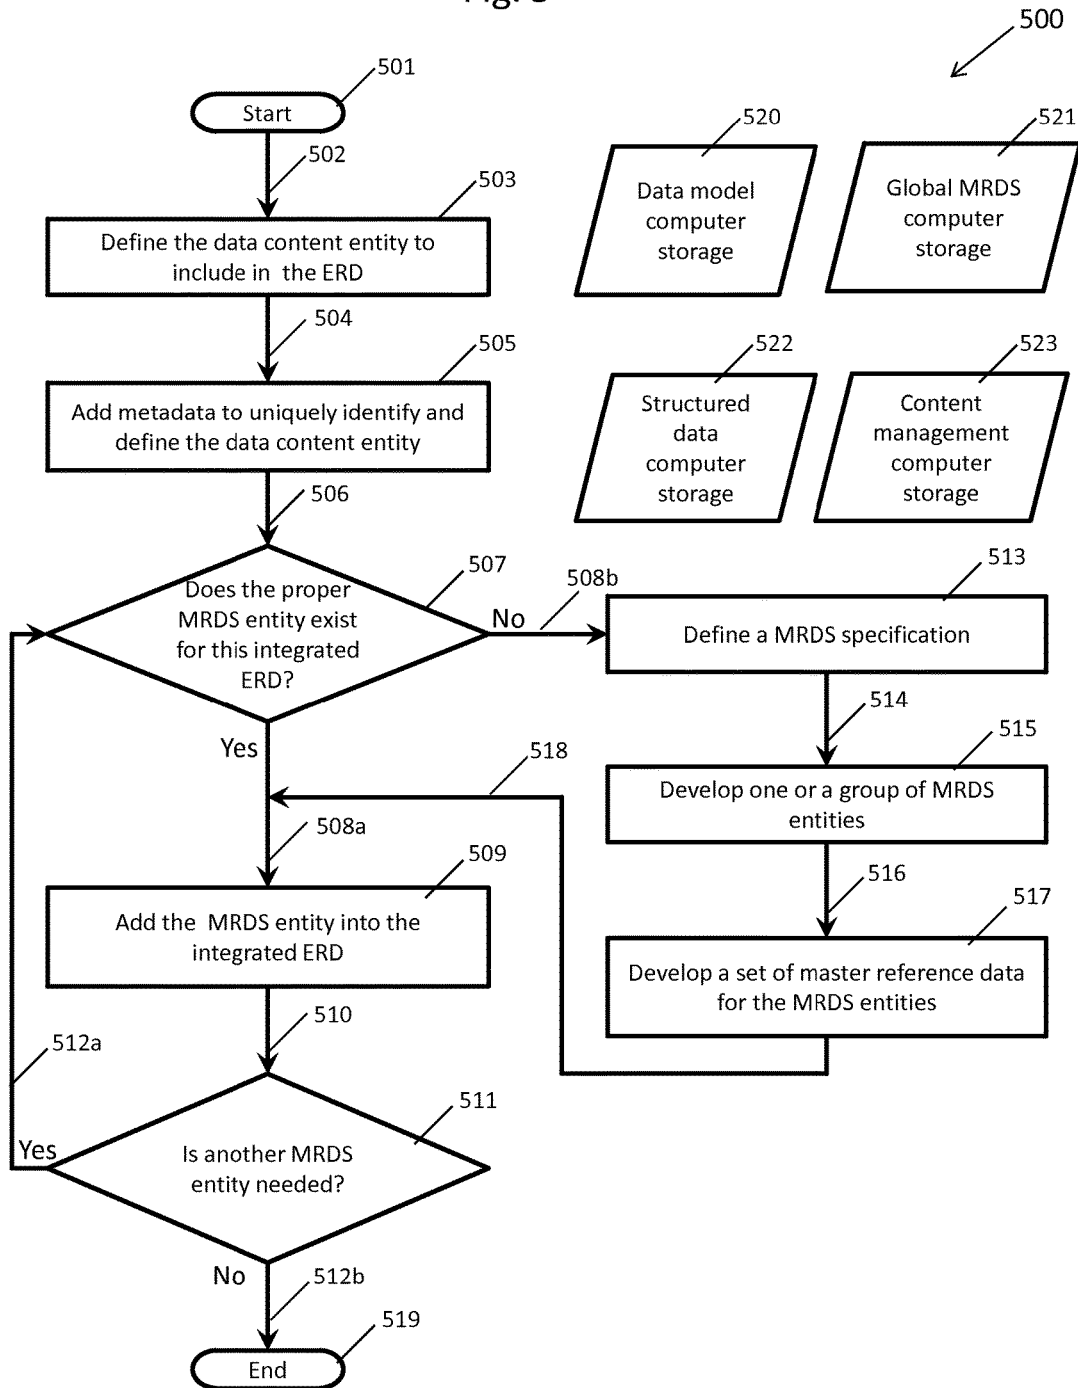 500
501
Start
502
503
Define the data content entity to
include in the ERD
504
505
Add metadata to uniquely identify and
define the data content entity
506
520
Data model
computer
storage
521
Global MRDS
computer
storage
522
Structured
data
computer
storage
523
Content
management
computer
storage
507
Does the proper
MRDS entity exist
for this integrated
ERD?
No
508b
513
Define a MRDS specification
514
515
Develop one or a group of MRDS
entities
516
517
Develop a set of master reference data
for the MRDS entities
518
Yes
508a
509
Add the MRDS entity into the
integrated ERD
510
512a
511
Yes
Is another MRDS
entity needed?
No
512b
519
End